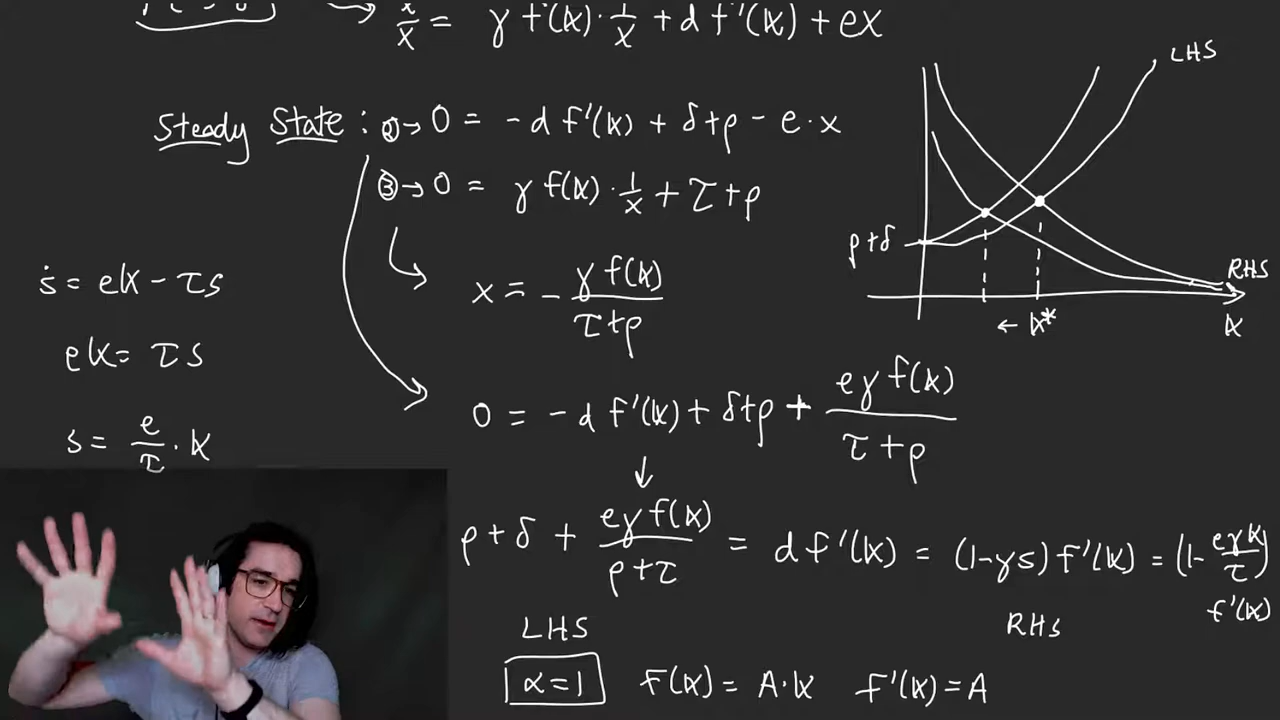 ẋ/x = γ f(k) · 1/x + d f'(k) + ex
Steady State : ① → 0 = - d f'(k) + δ+ρ - e · x
③ → 0 = γ f(k) · 1/x + τ + ρ
x = - γ f(k) / τ+ρ
ṡ = ek - τs
ek = τs
s = e/τ · k
0 = - d f'(k) + δ+ρ + eγ f(k) / τ+ρ
ρ + δ + eγ f(k) / ρ+τ = d f'(k) = (1-γs) f'(k) = (1- eγk/τ) f'(k)
LHS
RHS
α=1 F(k) = A·k f'(k) = A
LHS
ρ+δ
RHS
← k*
k